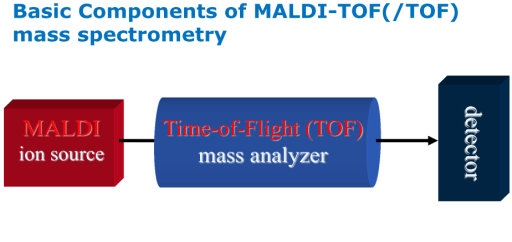 Basic Components of MALDI-TOF(/TOF)
mass spectrometry
MALDI
ion source
Time-of-Flight (TOF)
mass analyzer
detector